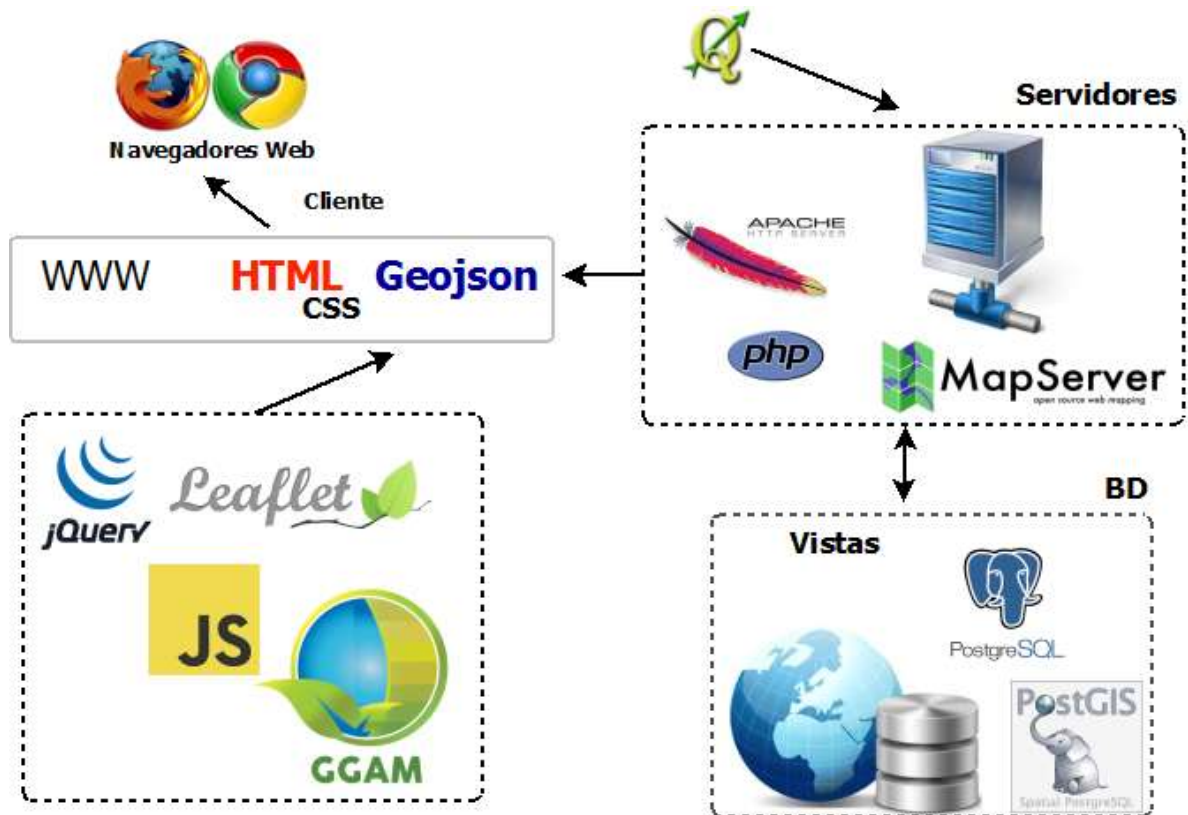 Servidores
Navegadores Web
Cliente
APACHE
HTTP SERVER
WWW
HTML
CSS
Geojson
php
MapServer
open source web mapping
jQuery
Leaflet
BD
Vistas
JS
PostgreSQL
PostGIS
Spatial PostgreSQL
GGAM